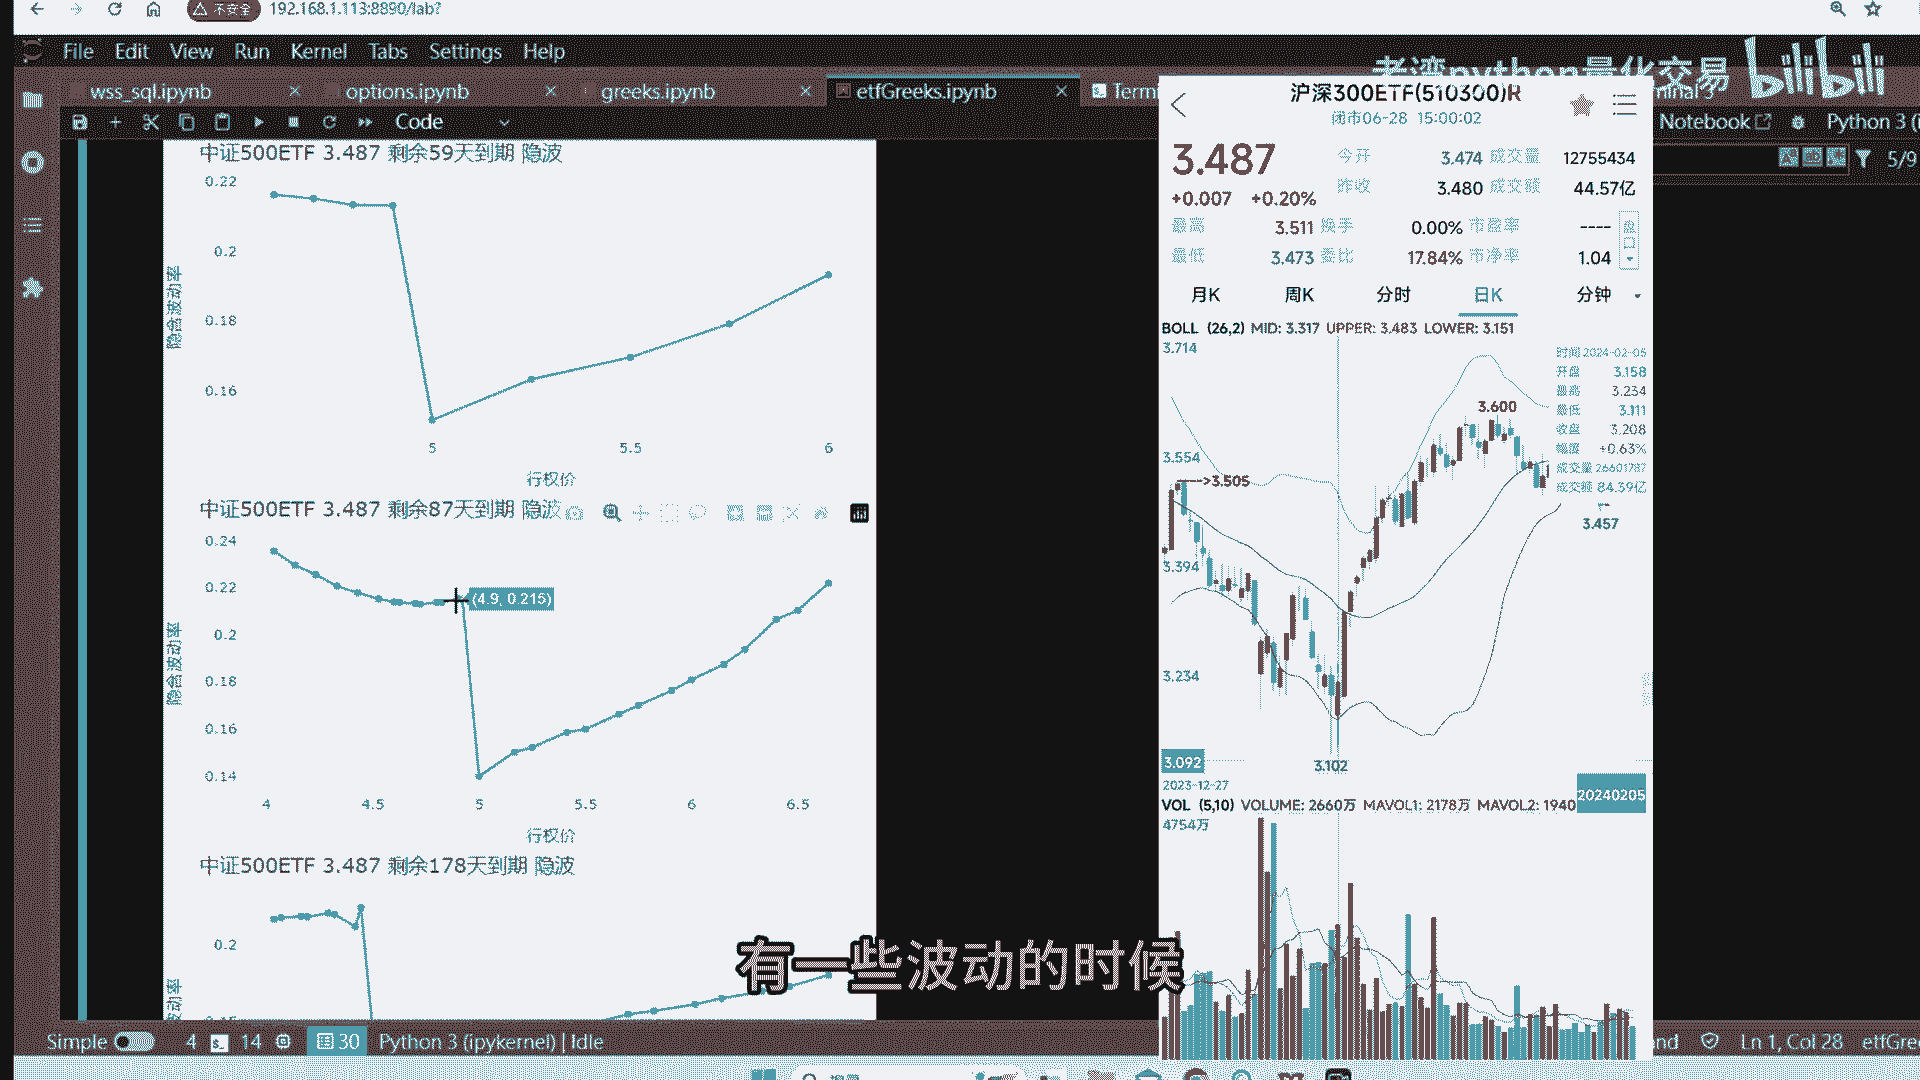 不安全
192.168.1.113:8890/lab?
File Edit View Run Kernel Tabs Settings Help
老湾python量化交易 bilibili
wss_sql.ipynb
options.ipynb
greeks.ipynb
etfGreeks.ipynb
Code
Notebook
5/9
中证500ETF 3.487 剩余59天到期 隐波
0.22
0.2
0.18
0.16
隐含波动率
5
5.5
6
行权价
中证500ETF 3.487 剩余87天到期 隐波
0.24
0.22
0.2
0.18
0.16
0.14
隐含波动率
(4.9, 0.215)
4
4.5
5
5.5
6
6.5
行权价
中证500ETF 3.487 剩余178天到期 隐波
0.2
沪深300ETF(510300)R
闭市06-28 15:00:02
3.487
+0.007 +0.20%
今开 3.474 成交量 12755434
昨收 3.480 成交额 44.57亿
最高 3.511 换手 0.00% 市盈率 ----
最低 3.473 委比 17.84% 市净率 1.04
盘口
月K 周K 分时 日K 分钟
BOLL (26,2) MID: 3.317 UPPER: 3.483 LOWER: 3.151
3.714
时间 2024-02-05
开盘 3.158
最高 3.234
最低 3.111
收盘 3.208
幅度 +0.63%
成交量 26601787
成交额 84.39亿
3.600
3.554
3.505
3.457
3.394
3.234
3.092
3.102
2023-12-27
20240205
VOL (5,10) VOLUME: 2660万 MAVOL1: 2178万 MAVOL2: 1940
4754万
有一些波动的时候
Simple 4 14 30 Python 3 (ipykernel) | Idle
Ln 1, Col 28